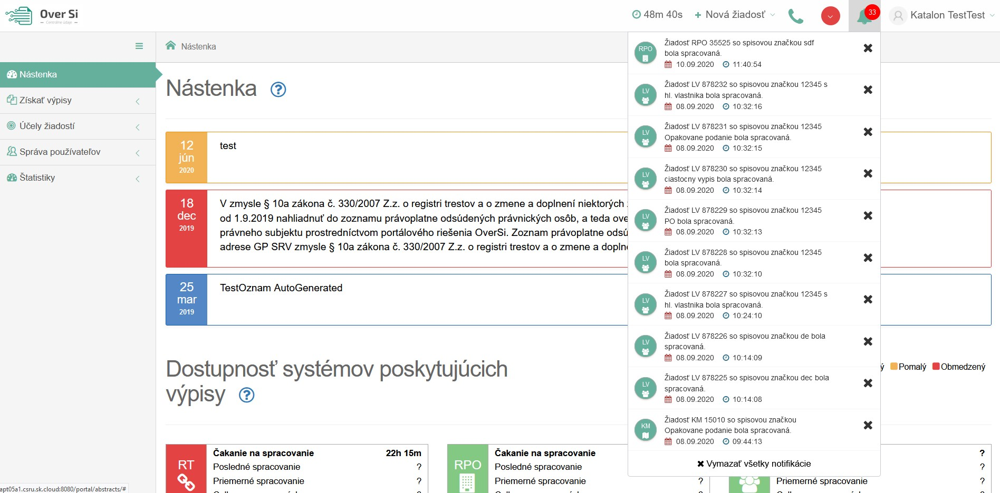 Over Si
Centrálne údaje
48m 40s
Nová žiadosť
33
Katalon TestTest
Nástenka
Nástenka
Získať výpisy
Účely žiadostí
Správa používateľov
Štatistiky
Nástenka
12
jún
2020
test
18
dec
2019
V zmysle § 10a zákona č. 330/2007 Z.z. o registri trestov a o zmene a doplnení niektorých
od 1.9.2019 nahliadnuť do zoznamu právoplatne odsúdených právnických osôb, a teda ove
právneho subjektu prostredníctvom portálového riešenia OverSi. Zoznam právoplatne odsú
adrese GP SRV zmysle § 10a zákona č. 330/2007 Z.z. o registri trestov a o zmene a doplne
25
mar
2019
TestOznam AutoGenerated
Dostupnosť systémov poskytujúcich
výpisy
ý Pomalý Obmedzený
RT
Čakanie na spracovanie 22h 15m
Posledné spracovanie ?
Priemerné spracovanie ?
RPO
Čakanie na spracovanie
Posledné spracovanie
Priemerné spracovanie ?
?
?
Priemerné spracovanie ?
RPO
Žiadosť RPO 35525 so spisovou značkou sdf
bola spracovaná.
10.09.2020 11:40:54
LV
Žiadosť LV 878232 so spisovou značkou 12345 s
hl. vlastnika bola spracovaná.
08.09.2020 10:32:16
LV
Žiadosť LV 878231 so spisovou značkou 12345
Opakovane podanie bola spracovaná.
08.09.2020 10:32:15
LV
Žiadosť LV 878230 so spisovou značkou 12345
ciastocny vypis bola spracovaná.
08.09.2020 10:32:14
LV
Žiadosť LV 878229 so spisovou značkou 12345
PO bola spracovaná.
08.09.2020 10:32:13
LV
Žiadosť LV 878228 so spisovou značkou 12345
bola spracovaná.
08.09.2020 10:32:10
LV
Žiadosť LV 878227 so spisovou značkou 12345 s
hl. vlastnika bola spracovaná.
08.09.2020 10:24:10
LV
Žiadosť LV 878226 so spisovou značkou de bola
spracovaná.
08.09.2020 10:14:09
LV
Žiadosť LV 878225 so spisovou značkou dec bola
spracovaná.
08.09.2020 10:14:08
KM
Žiadosť KM 15010 so spisovou značkou
Opakovane podanie bola spracovaná.
08.09.2020 09:44:13
Vymazať všetky notifikácie
apt05a1.csru.sk.cloud:8080/portal/abstracts/#